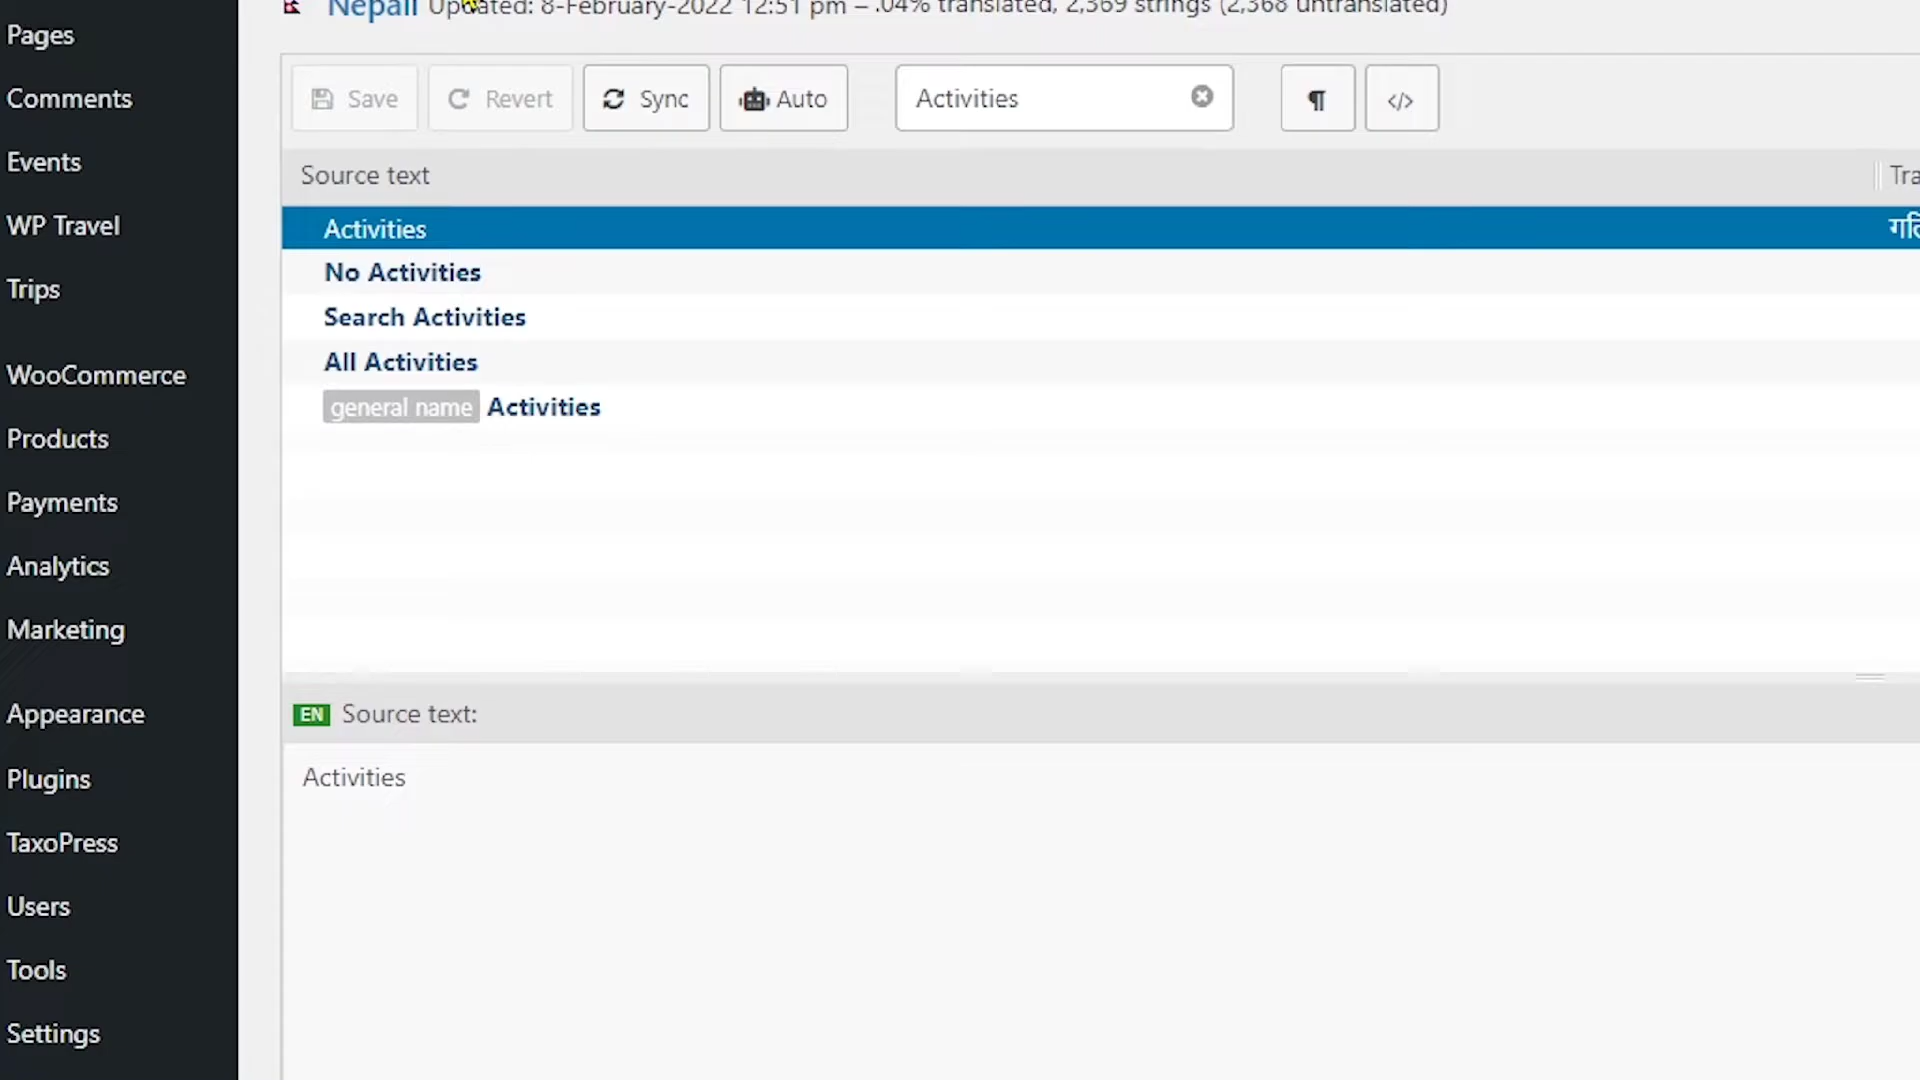 Nepali Updated: 8-February-2022 12:51 pm – .04% translated, 2,369 strings (2,368 untranslated)
Pages
Comments
Events
WP Travel
Trips
WooCommerce
Products
Payments
Analytics
Marketing
Appearance
Plugins
TaxoPress
Users
Tools
Settings
Save
Revert
Sync
Auto
Activities
¶
</>
Source text
Activities
No Activities
Search Activities
All Activities
general name Activities
EN Source text:
Activities